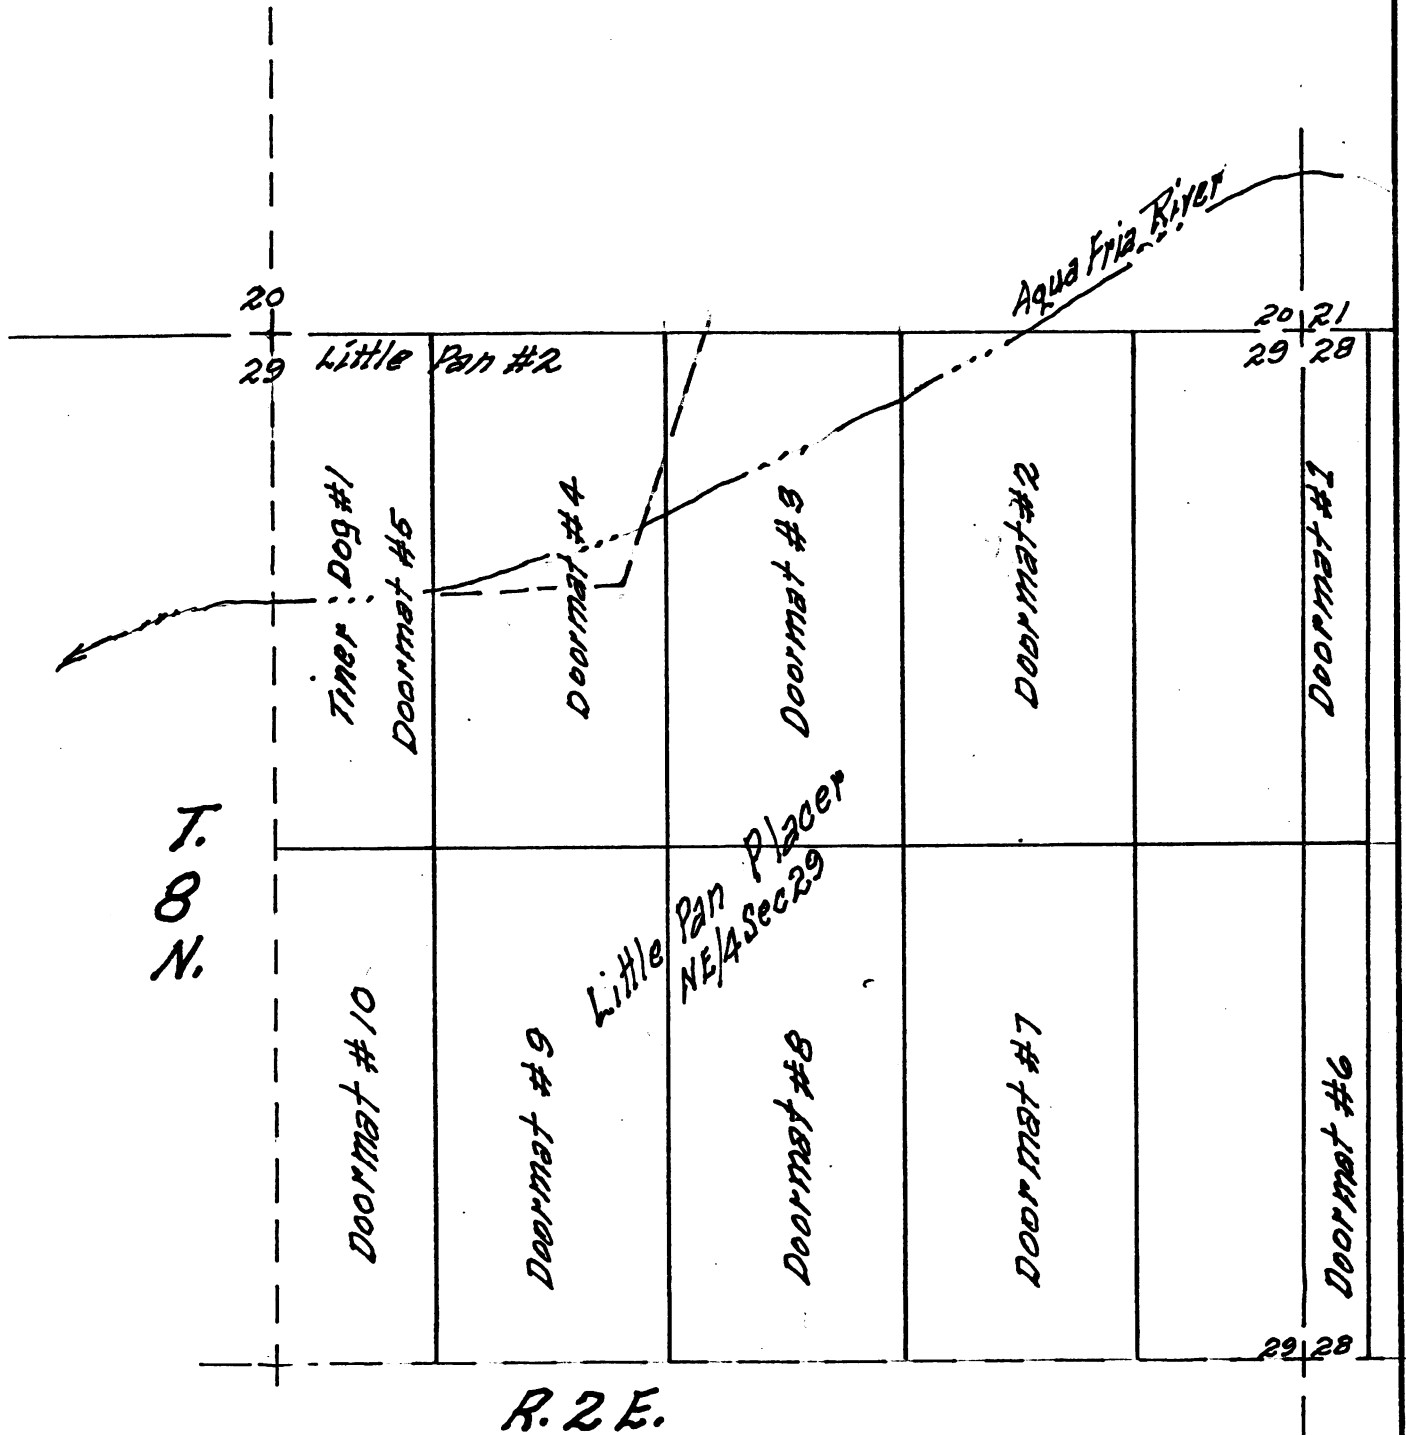 Aqua Fria River
20
29
20 21
29 28
Little Pan #2
Tiner Dog #1
Doormat #5
Doormat #4
Doormat #3
Doormat #2
Doormat #1
T.
8
N.
Little Pan Placer
NE/4 Sec 29
Doormat #10
Doormat #9
Doormat #8
Doormat #7
Doormat #6
29 28
R. 2 E.